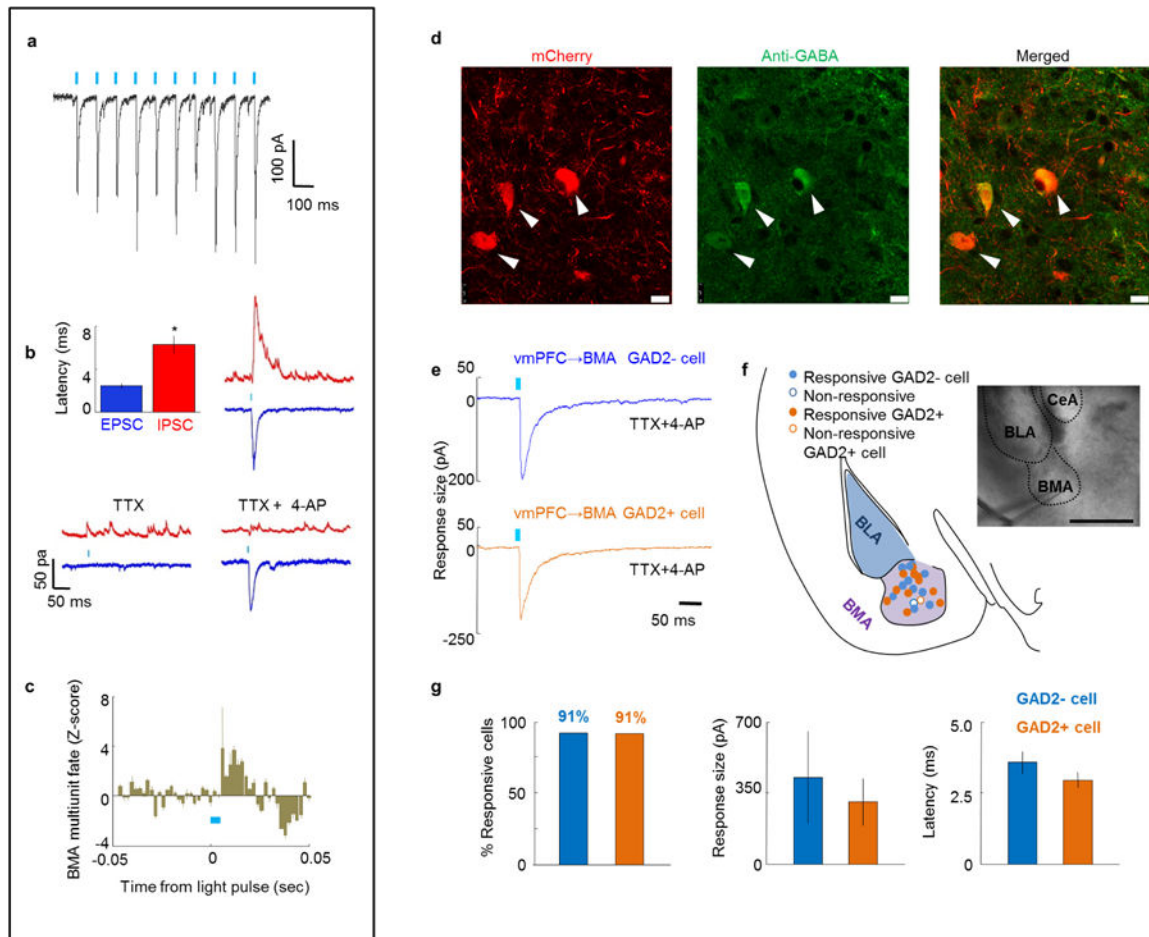 a
100 pA
100 ms
b
Latency (ms)
8
4
0
EPSC
IPSC
*
TTX
TTX + 4-AP
50 pa
50 ms
c
BMA multiunit fate (Z-score)
8
4
0
-4
-0.05
0
0.05
Time from light pulse (sec)
d
mCherry
Anti-GABA
Merged
e
vmPFC→BMA GAD2- cell
50
0
TTX+4-AP
200
Response size (pA)
vmPFC→BMA GAD2+ cell
50
0
TTX+4-AP
-250
50 ms
f
Responsive GAD2- cell
Non-responsive
Responsive GAD2+
Non-responsive
GAD2+ cell
BLA
BMA
CeA
BLA
BMA
g
% Responsive cells
100
50
0
91%
91%
Response size (pA)
700
350
0
GAD2- cell
GAD2+ cell
Latency (ms)
5.0
2.5
0